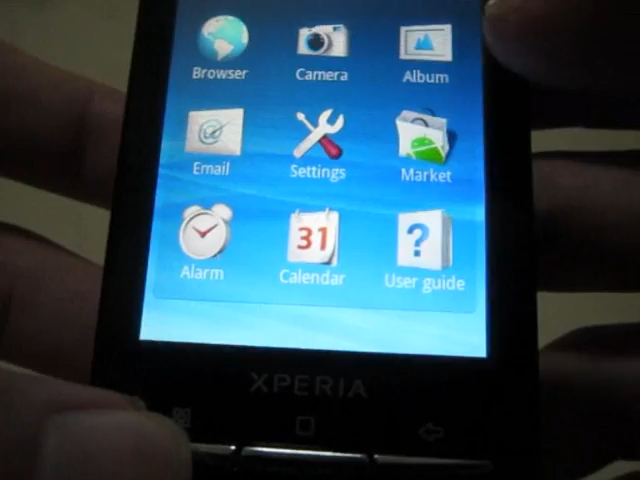 Browser Camera Album
Email Settings Market
31
Alarm Calendar User guide
XPERIA